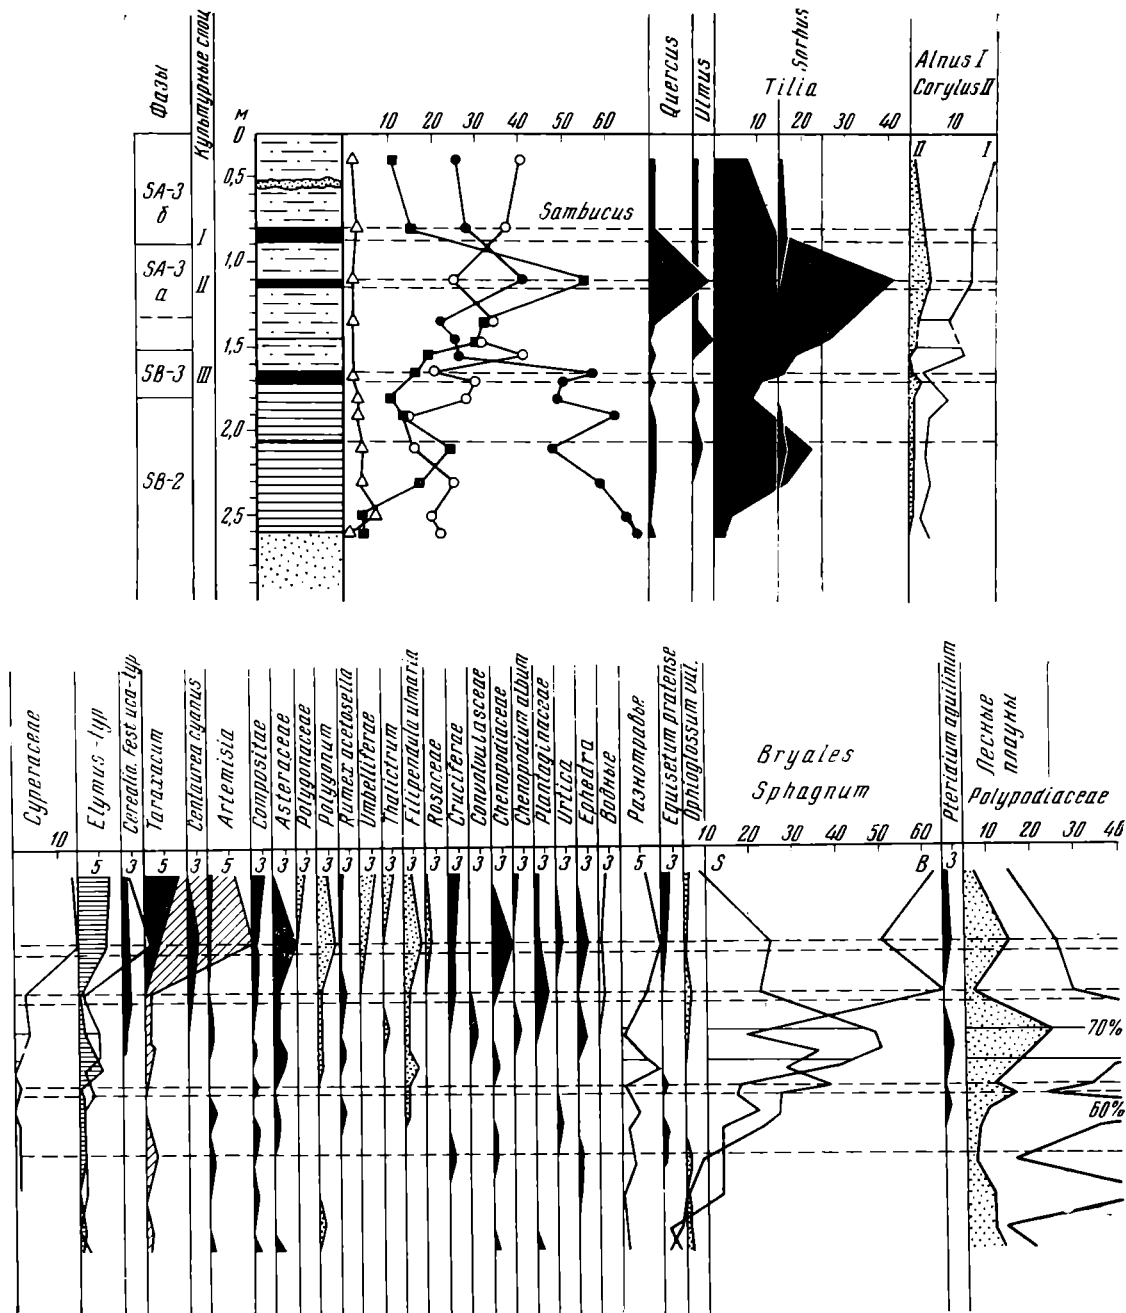 Фазы
Культурные слои
м
Quercus
Ulmus
Sorbus
Tilia
Alnus I
Corylus II
0
10 20 30 40 50 60
10 20 30 40
10
II I
0,5
1,0
1,5
2,0
2,5
SA-3
б
SA-3
а
SB-3
SB-2
I
II
III
Sambucus
Cyperaceae
Elymus-typ
Cerealia. Festuca-typ
Taraxacum
Centaurea cyanus
Artemisia
Compositae
Asteraceae
Polygonaceae
Polygonum
Rumex acetosella
Umbelliferae
Thalictrum
Filipendula ulmaria
Rosaceae
Cruciferae
Convolvulasceae
Chenopodiaceae
Chenopodium album
Plantaginaceae
Urtica
Ephedra
Водные
Разнотравье
Equisetum pratense
Ophioglossum vul.
Bryales
Sphagnum
Pteridium aquilinum
Лесные
плауны
Polypodiaceae
10
10 20 30 40 50 60
10 20 30 40
5 3 5 3 5 3 3 3 3 3 3 3 3 3 3 3 3 3 3 3 3 3 5 3 3 S B 3
70%
60%